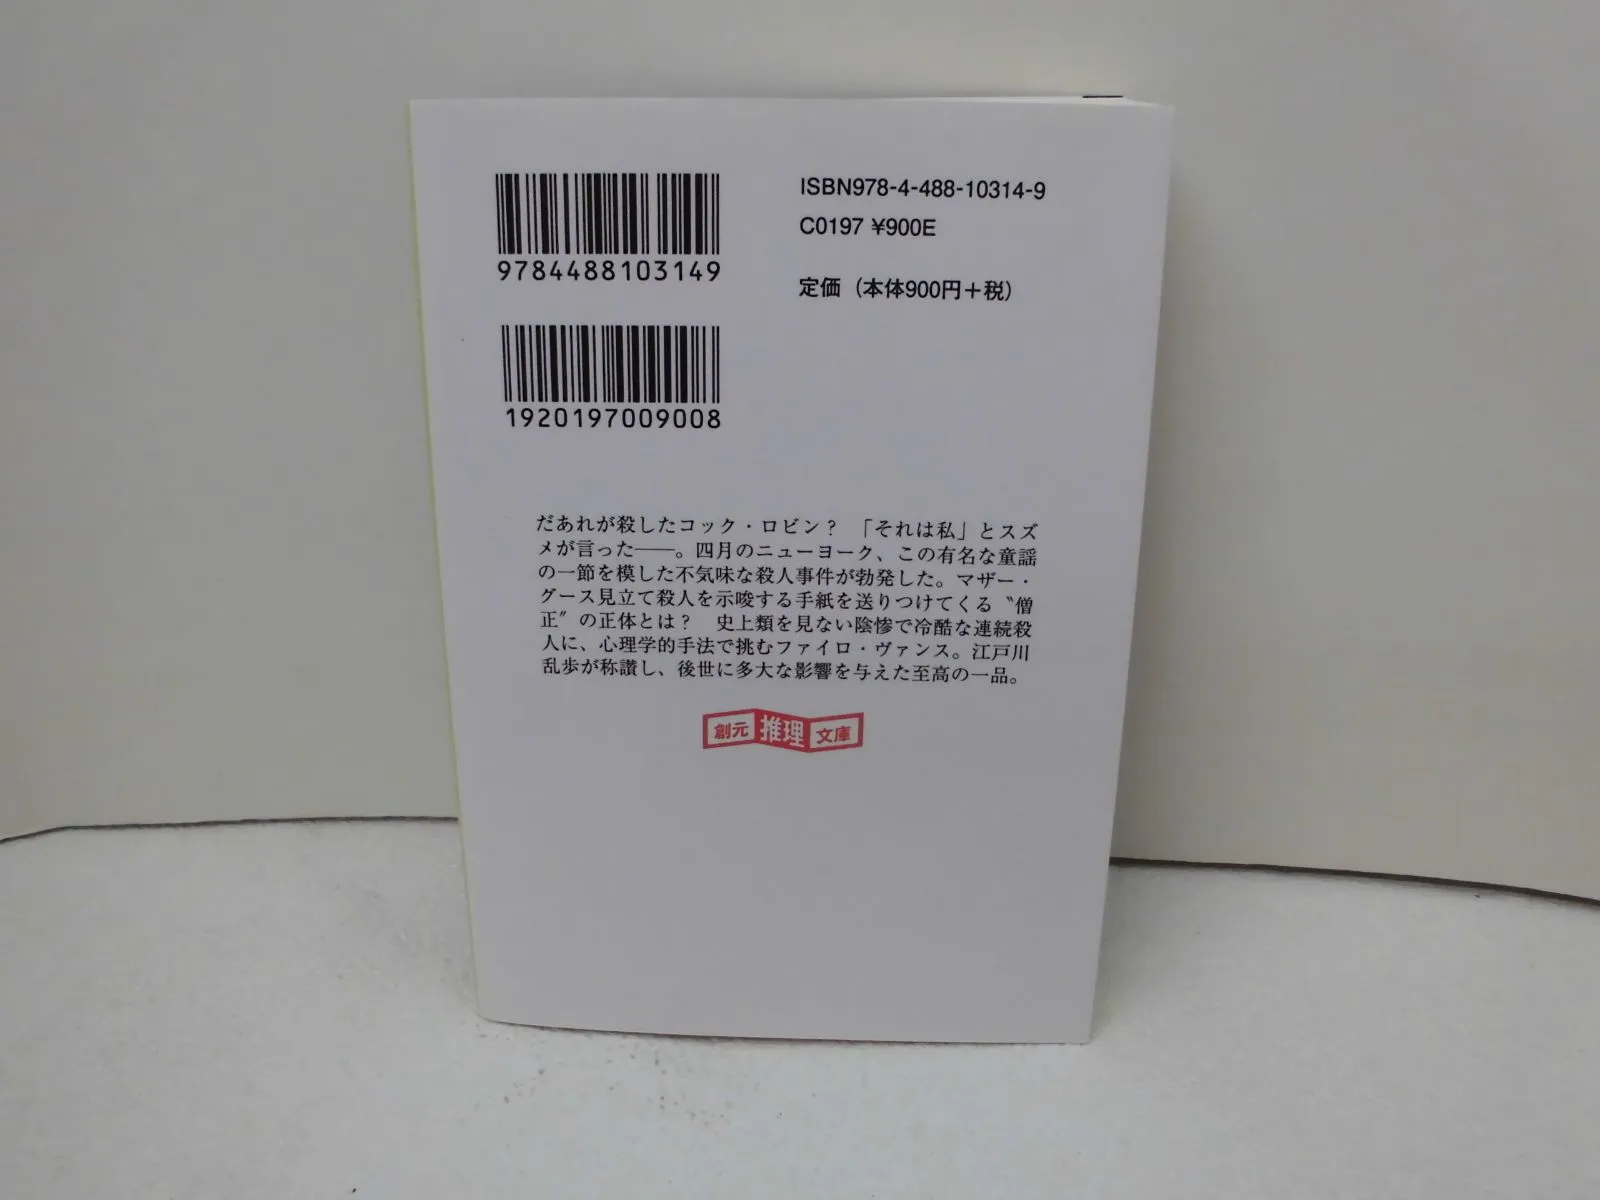 9784488103149
1920197009008
ISBN978-4-488-10314-9
C0197 ¥900E
定価（本体900円＋税）
だあれが殺したコック・ロビン？　「それは私」とスズ
メが言った――。四月のニューヨーク、この有名な童謡
の一節を模した不気味な殺人事件が勃発した。マザー・
グース見立て殺人を示唆する手紙を送りつけてくる〝僧
正〟の正体とは？　史上類を見ない陰惨で冷酷な連続殺
人に、心理学的手法で挑むファイロ・ヴァンス。江戸川
乱歩が称讃し、後世に多大な影響を与えた至高の一品。
創元推理文庫